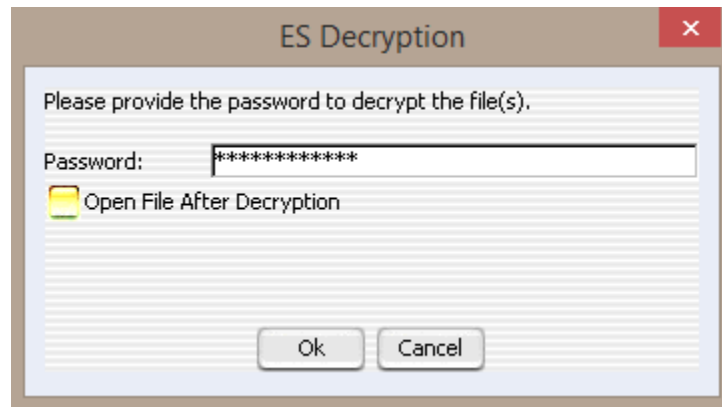 ES Decryption
Please provide the password to decrypt the file(s).
Password: ************
Open File After Decryption
Ok Cancel